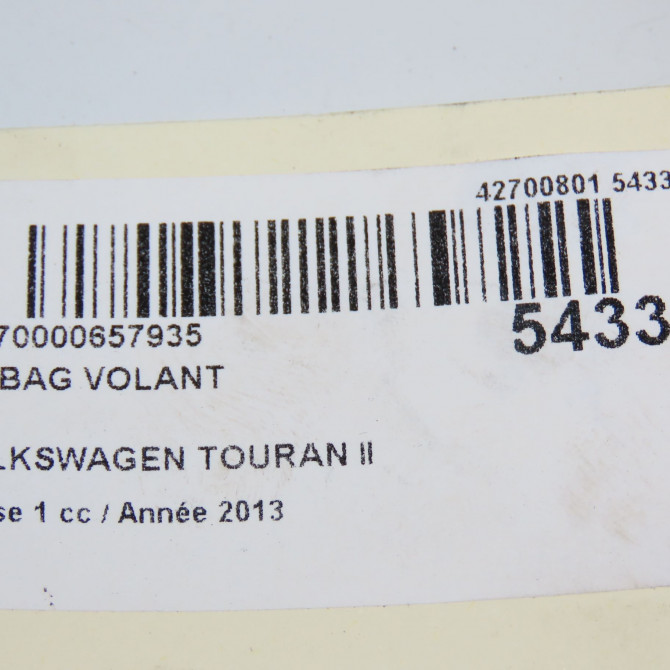 42700801 5433
70000657935
5433
BAG VOLANT
LKSWAGEN TOURAN II
se 1 cc / Année 2013